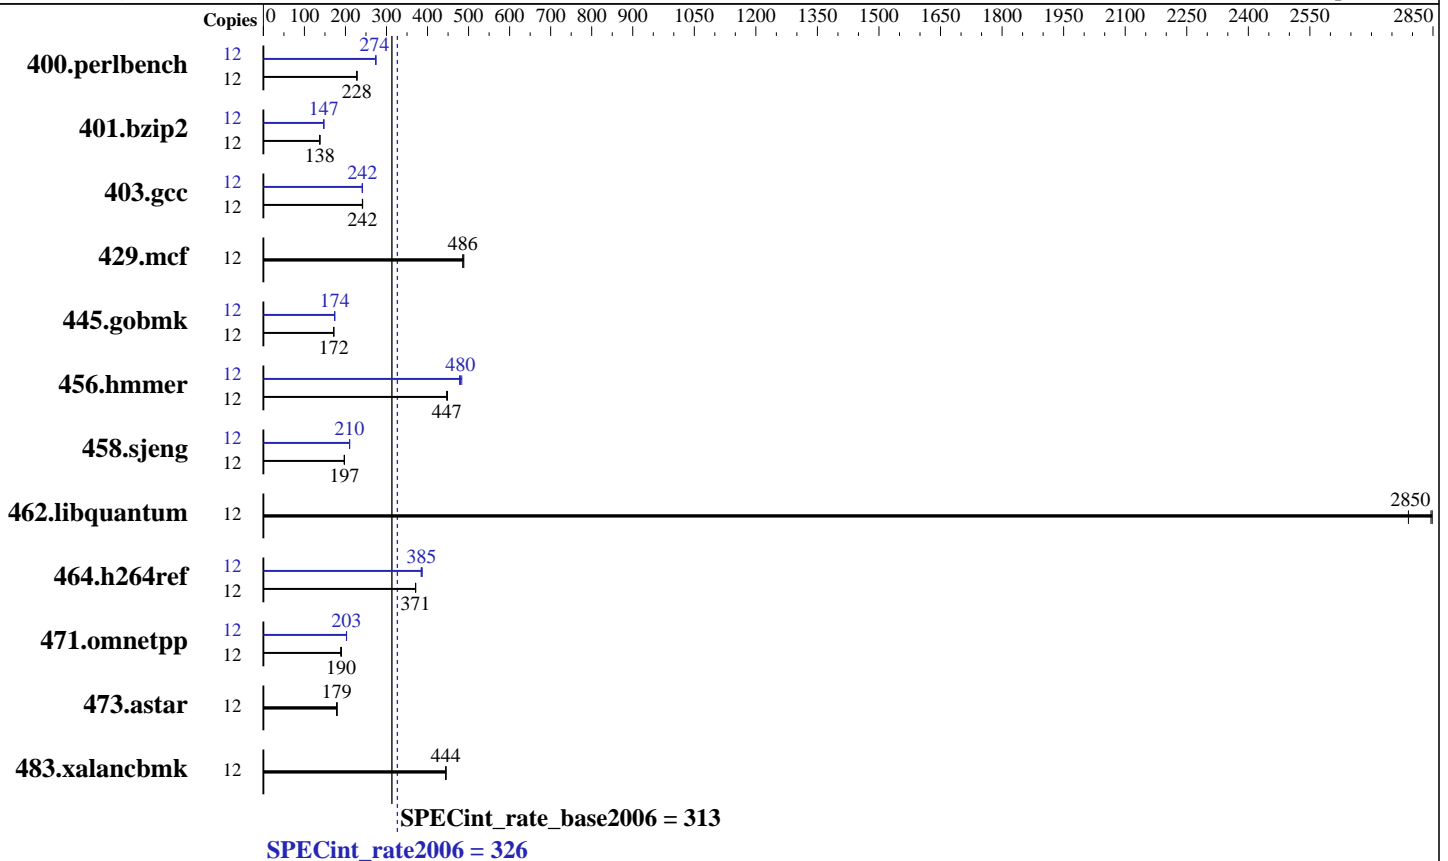 Copies 0 100 200 300 400 500 600 700 800 900 1050 1200 1350 1500 1650 1800 1950 2100 2250 2400 2550 2850
400.perlbench 12 274
12 228
401.bzip2 12 147
12 138
403.gcc 12 242
12 242
429.mcf 12 486
445.gobmk 12 174
12 172
456.hmmer 12 480
12 447
458.sjeng 12 210
12 197
462.libquantum 12 2850
464.h264ref 12 385
12 371
471.omnetpp 12 203
12 190
473.astar 12 179
483.xalancbmk 12 444
SPECint_rate_base2006 = 313
SPECint_rate2006 = 326